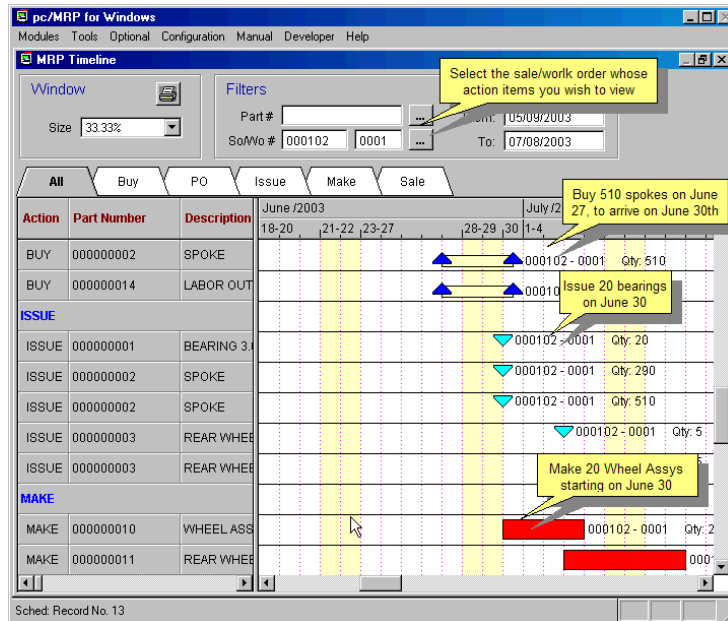 pc/MRP for Windows
Modules Tools Optional Configuration Manual Developer Help
MRP Timeline
Window
Size 33.33%
Filters
Part #
So/Wo # 000102 0001
05/09/2003
To: 07/08/2003
Select the sale/worlk order whose
action items you wish to view
All Buy PO Issue Make Sale
Action Part Number Description
June /2003
July /2
18-20 21-22 23-27 28-29 30 1-4
Buy 510 spokes on June
27, to arrive on June 30th
BUY 000000002 SPOKE 000102 - 0001 Qty: 510
BUY 000000014 LABOR OUT
Issue 20 bearings
on June 30
ISSUE
ISSUE 000000001 BEARING 3.0 000102 - 0001 Qty: 20
ISSUE 000000002 SPOKE 000102 - 0001 Qty: 290
ISSUE 000000002 SPOKE 000102 - 0001 Qty: 510
ISSUE 000000003 REAR WHEE 000102 - 0001 Qty: 5
ISSUE 000000003 REAR WHEE
Make 20 Wheel Assys
starting on June 30
MAKE
MAKE 000000010 WHEEL ASS 000102 - 0001 Qty: 2
MAKE 000000011 REAR WHEE 000
Sched: Record No. 13